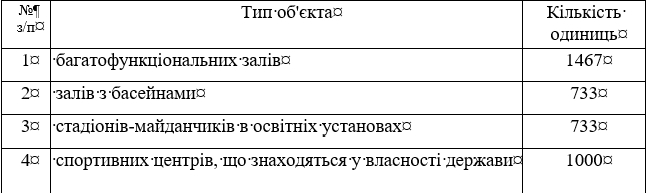 №¶ Тип·об'єкта¤ Кількість·
з/п¤ одиниць¤
1¤ ·багатофункціональних·залів¤ 1467¤
2¤ ·залів·з·басейнами¤ 733¤
3¤ ·стадіонів-майданчиків·в·освітніх·установах¤ 733¤
4¤ ·спортивних·центрів,·що·знаходяться·у·власності·держави¤ 1000¤